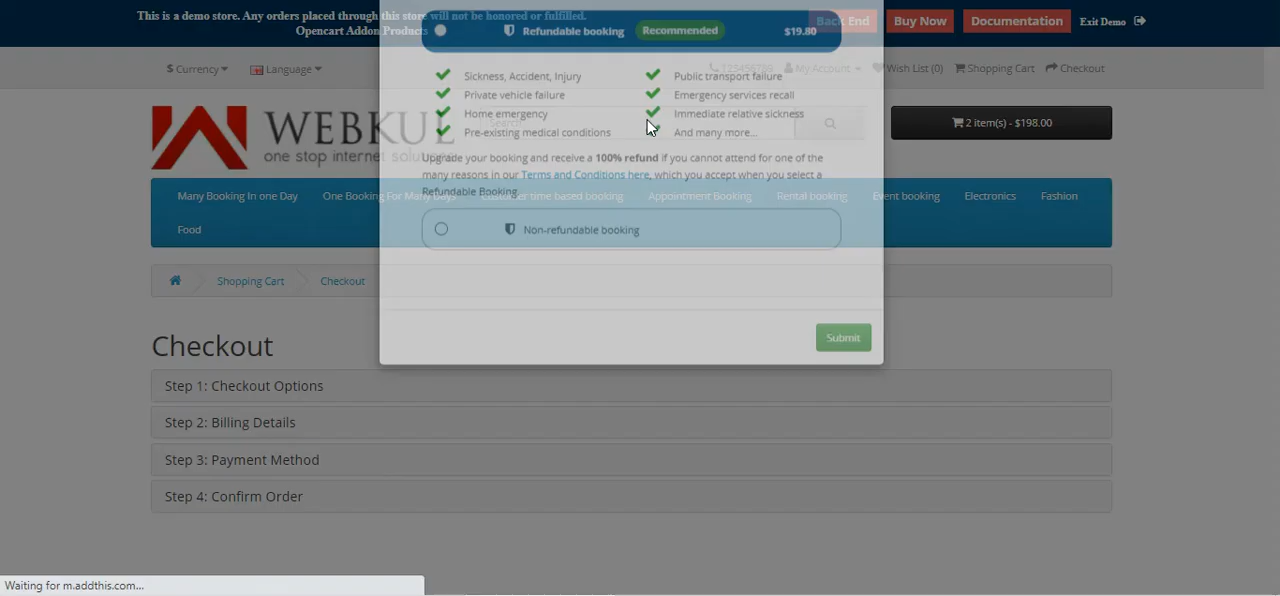 This is a demo store. Any orders placed through this store will not be honored or fulfilled.
Opencart Addon Products
Back End
Buy Now
Documentation
Exit Demo
Refundable booking
Recommended
$19.80
$ Currency
Language
123456789
My Account
Wish List (0)
Shopping Cart
Checkout
Sickness, Accident, Injury
Public transport failure
Private vehicle failure
Emergency services recall
Home emergency
Immediate relative sickness
Pre-existing medical conditions
And many more...
WEBKUL
one stop internet solutions
Search
2 item(s) - $198.00
Upgrade your booking and receive a 100% refund if you cannot attend for one of the
many reasons in our Terms and Conditions here, which you accept when you select a
Refundable Booking.
Many Booking In one Day
One Booking For Many Days
Customer time based booking
Appointment Booking
Rental booking
Event booking
Electronics
Fashion
Food
Non-refundable booking
Shopping Cart
Checkout
Submit
Checkout
Step 1: Checkout Options
Step 2: Billing Details
Step 3: Payment Method
Step 4: Confirm Order
Waiting for m.addthis.com...